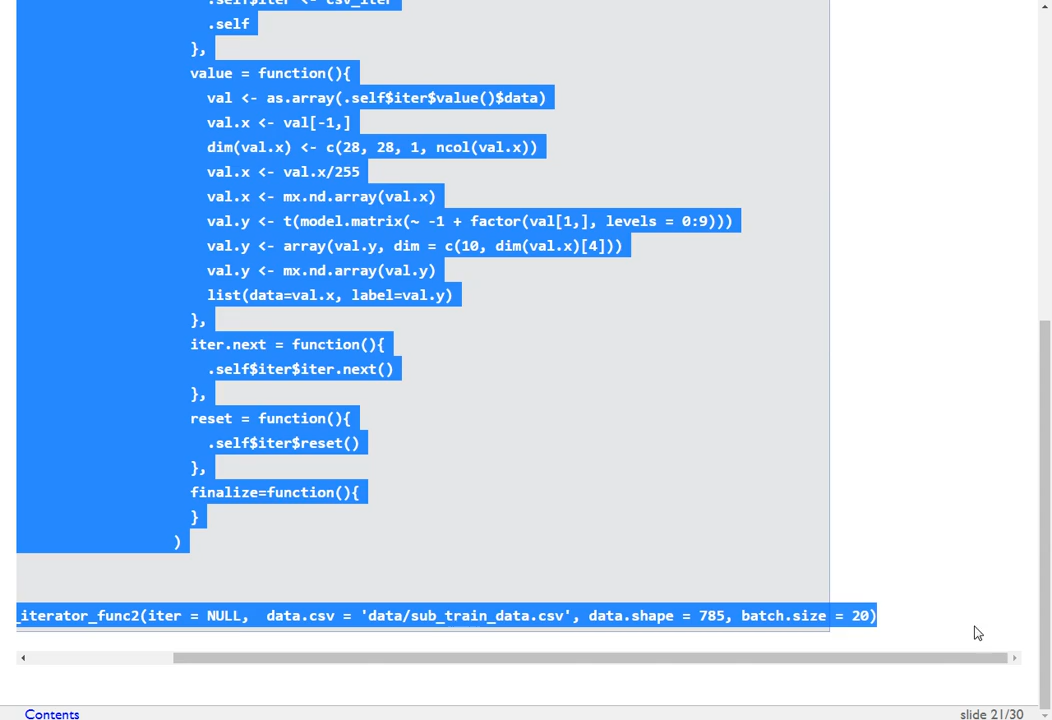 .self$iter <- csv_iter
.self
},
value = function(){
val <- as.array(.self$iter$value()$data)
val.x <- val[-1,]
dim(val.x) <- c(28, 28, 1, ncol(val.x))
val.x <- val.x/255
val.x <- mx.nd.array(val.x)
val.y <- t(model.matrix(~ -1 + factor(val[1,], levels = 0:9)))
val.y <- array(val.y, dim = c(10, dim(val.x)[4]))
val.y <- mx.nd.array(val.y)
list(data=val.x, label=val.y)
},
iter.next = function(){
.self$iter$iter.next()
},
reset = function(){
.self$iter$reset()
},
finalize=function(){
}
)
_iterator_func2(iter = NULL,  data.csv = 'data/sub_train_data.csv', data.shape = 785, batch.size = 20)
Contents
slide 21/30